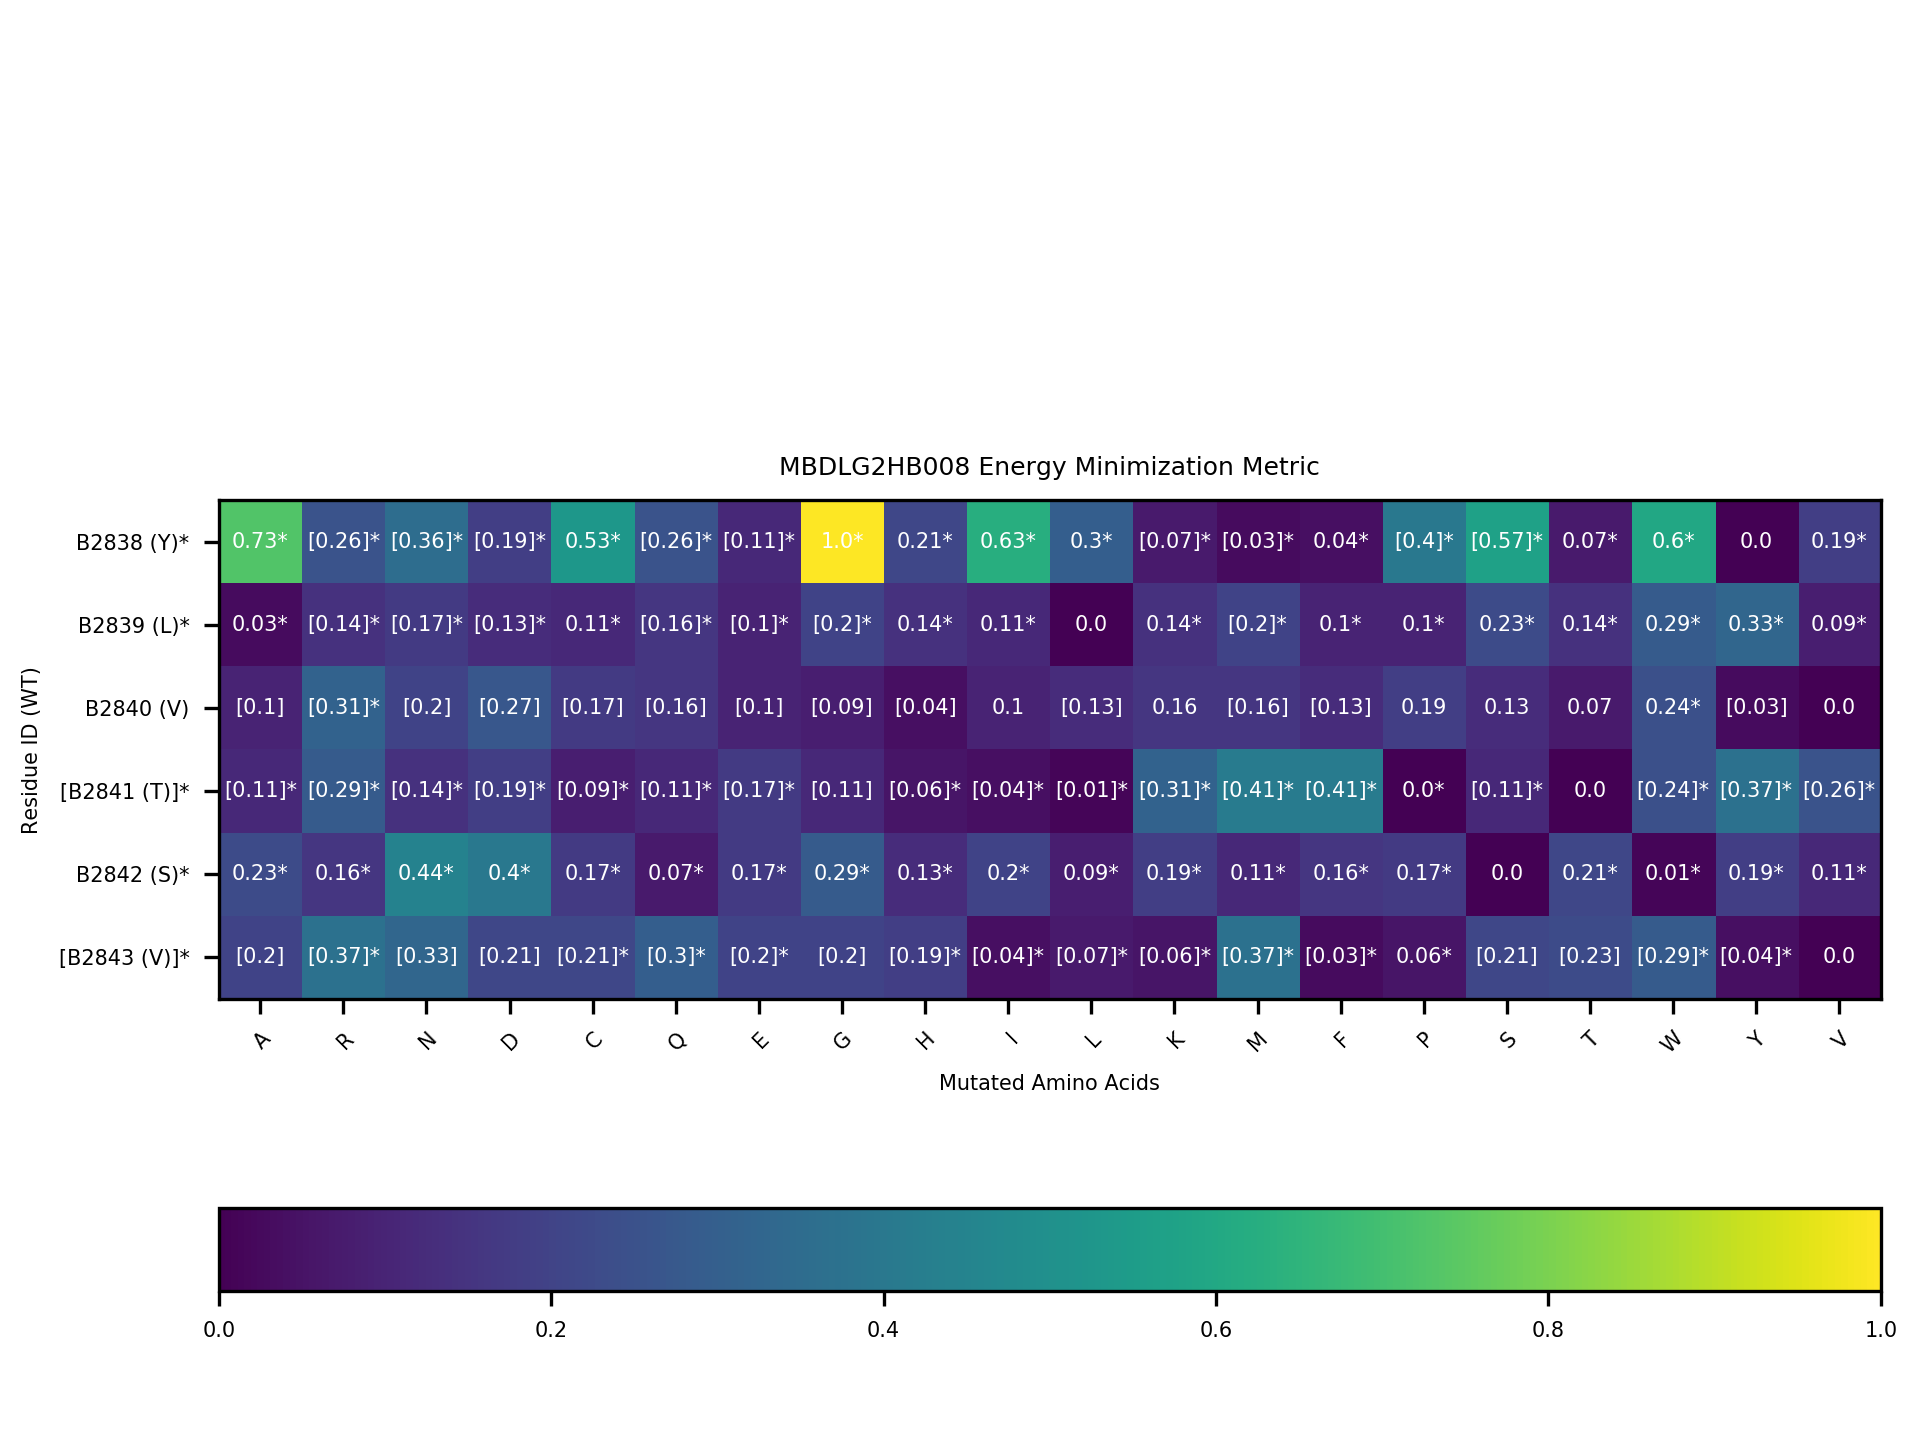 MBDLG2HB008 Energy Minimization Metric
Residue ID (WT)
B2838 (Y)* 0.73* [0.26]* [0.36]* [0.19]* 0.53* [0.26]* [0.11]* 1.0* 0.21* 0.63* 0.3* [0.07]* [0.03]* 0.04* [0.4]* [0.57]* 0.07* 0.6* 0.0 0.19*
B2839 (L)* 0.03* [0.14]* [0.17]* [0.13]* 0.11* [0.16]* [0.1]* [0.2]* 0.14* 0.11* 0.0 0.14* [0.2]* 0.1* 0.1* 0.23* 0.14* 0.29* 0.33* 0.09*
B2840 (V) [0.1] [0.31]* [0.2] [0.27] [0.17] [0.16] [0.1] [0.09] [0.04] 0.1 [0.13] 0.16 [0.16] [0.13] 0.19 0.13 0.07 0.24* [0.03] 0.0
[B2841 (T)]* [0.11]* [0.29]* [0.14]* [0.19]* [0.09]* [0.11]* [0.17]* [0.11] [0.06]* [0.04]* [0.01]* [0.31]* [0.41]* [0.41]* 0.0* [0.11]* 0.0 [0.24]* [0.37]* [0.26]*
B2842 (S)* 0.23* 0.16* 0.44* 0.4* 0.17* 0.07* 0.17* 0.29* 0.13* 0.2* 0.09* 0.19* 0.11* 0.16* 0.17* 0.0 0.21* 0.01* 0.19* 0.11*
[B2843 (V)]* [0.2] [0.37]* [0.33] [0.21] [0.21]* [0.3]* [0.2]* [0.2] [0.19]* [0.04]* [0.07]* [0.06]* [0.37]* [0.03]* 0.06* [0.21] [0.23] [0.29]* [0.04]* 0.0
A R N D C Q E G H I L K M F P S T W Y V
Mutated Amino Acids
0.0 0.2 0.4 0.6 0.8 1.0